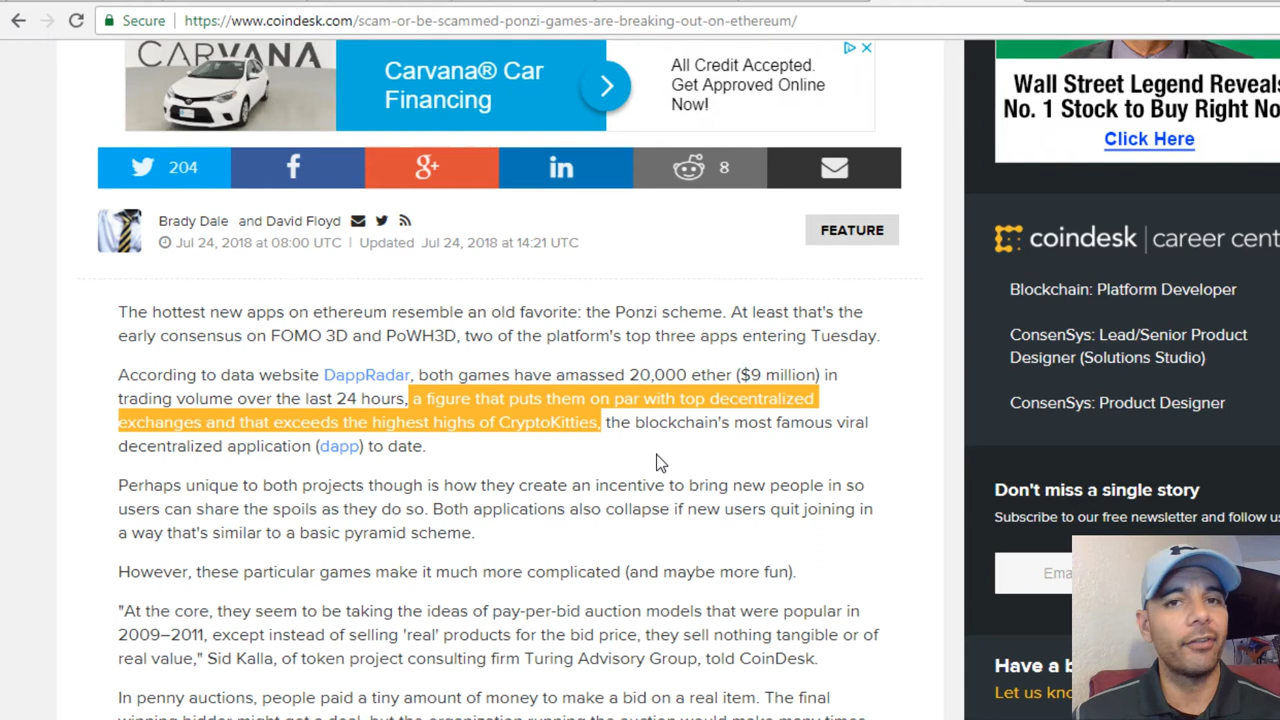 Secure
https://www.coindesk.com/scam-or-be-scammed-ponzi-games-are-breaking-out-on-ethereum/
CARVANA
Carvana® Car
Financing
All Credit Accepted.
Get Approved Online
Now!
Wall Street Legend Reveals
No. 1 Stock to Buy Right No
Click Here
204
8
Brady Dale and David Floyd
Jul 24, 2018 at 08:00 UTC | Updated Jul 24, 2018 at 14:21 UTC
FEATURE
The hottest new apps on ethereum resemble an old favorite: the Ponzi scheme. At least that's the
early consensus on FOMO 3D and PoWH3D, two of the platform's top three apps entering Tuesday.
According to data website DappRadar, both games have amassed 20,000 ether ($9 million) in
trading volume over the last 24 hours, a figure that puts them on par with top decentralized
exchanges and that exceeds the highest highs of CryptoKitties, the blockchain's most famous viral
decentralized application (dapp) to date.
Perhaps unique to both projects though is how they create an incentive to bring new people in so
users can share the spoils as they do so. Both applications also collapse if new users quit joining in
a way that's similar to a basic pyramid scheme.
However, these particular games make it much more complicated (and maybe more fun).
"At the core, they seem to be taking the ideas of pay-per-bid auction models that were popular in
2009–2011, except instead of selling 'real' products for the bid price, they sell nothing tangible or of
real value," Sid Kalla, of token project consulting firm Turing Advisory Group, told CoinDesk.
In penny auctions, people paid a tiny amount of money to make a bid on a real item. The final
coindesk | career cent
Blockchain: Platform Developer
ConsenSys: Lead/Senior Product
Designer (Solutions Studio)
ConsenSys: Product Designer
Don't miss a single story
Subscribe to our free newsletter and follow us
Ema
Have a b
Let us kno